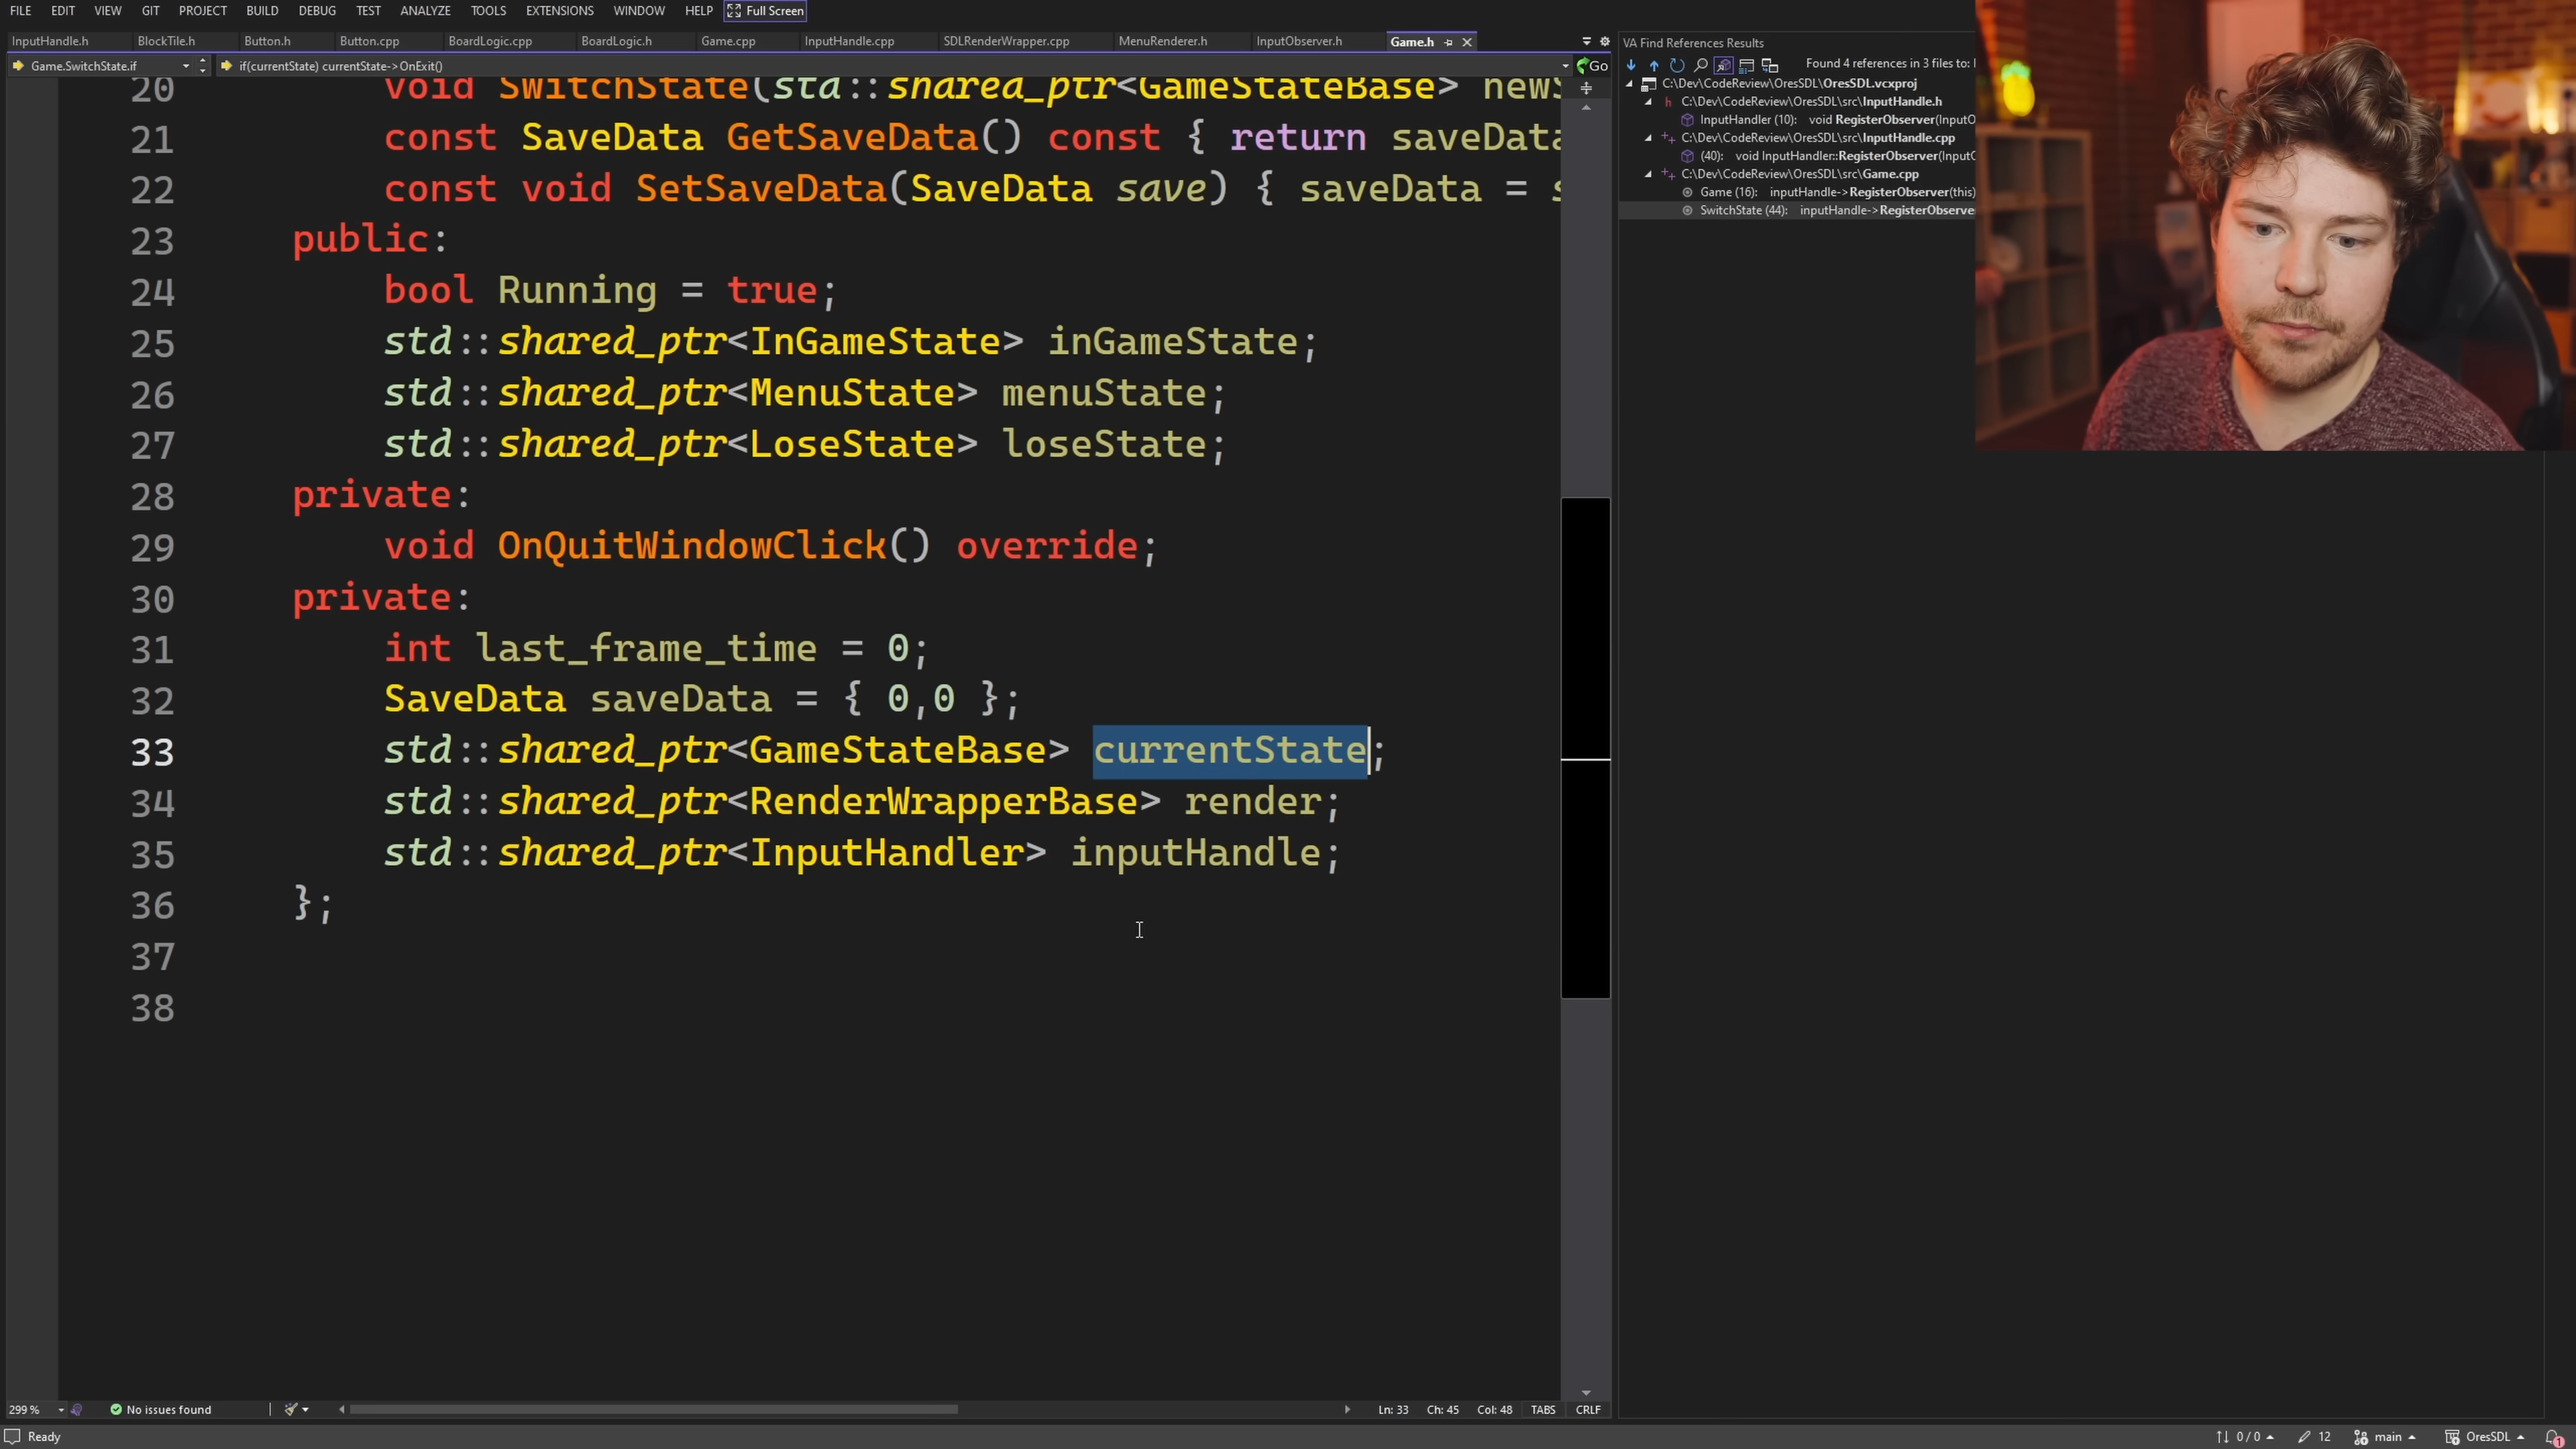 FILE EDIT VIEW GIT PROJECT BUILD DEBUG TEST ANALYZE TOOLS EXTENSIONS WINDOW HELP Full Screen
InputHandle.h BlockTile.h Button.h Button.cpp BoardLogic.cpp BoardLogic.h Game.cpp InputHandle.cpp SDLRenderWrapper.cpp MenuRenderer.h InputObserver.h Game.h
Game.SwitchState.if if(currentState) currentState->OnExit() Go
20 void SwitchState(std::shared_ptr<GameStateBase> newS
21 const SaveData GetSaveData() const { return saveData
22 const void SetSaveData(SaveData save) { saveData = s
23 public:
24 bool Running = true;
25 std::shared_ptr<InGameState> inGameState;
26 std::shared_ptr<MenuState> menuState;
27 std::shared_ptr<LoseState> loseState;
28 private:
29 void OnQuitWindowClick() override;
30 private:
31 int last_frame_time = 0;
32 SaveData saveData = { 0,0 };
33 std::shared_ptr<GameStateBase> currentState;
34 std::shared_ptr<RenderWrapperBase> render;
35 std::shared_ptr<InputHandler> inputHandle;
36 };
37
38
299 % No issues found Ln: 33 Ch: 45 Col: 48 TABS CRLF
VA Find References Results
Found 4 references in 3 files to:
C:\Dev\CodeReview\OresSDL\OresSDL.vcxproj
C:\Dev\CodeReview\OresSDL\src\InputHandle.h
InputHandler (10): void RegisterObserver(InputO
C:\Dev\CodeReview\OresSDL\src\InputHandle.cpp
(40): void InputHandler::RegisterObserver(InputO
C:\Dev\CodeReview\OresSDL\src\Game.cpp
Game (16): inputHandle->RegisterObserver(this)
SwitchState (44): inputHandle->RegisterObserver
Ready 0 / 0 12 main OresSDL 1